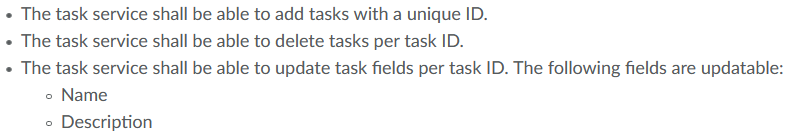 • The task service shall be able to add tasks with a unique ID.
• The task service shall be able to delete tasks per task ID.
• The task service shall be able to update task fields per task ID. The following fields are updatable:
◦ Name
◦ Description